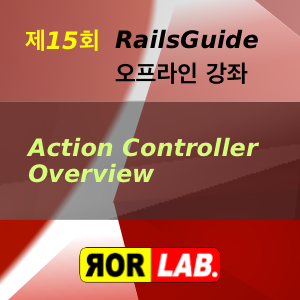 제15회 RailsGuide
오프라인 강좌
Action Controller
Overview
ЯOR LAB.